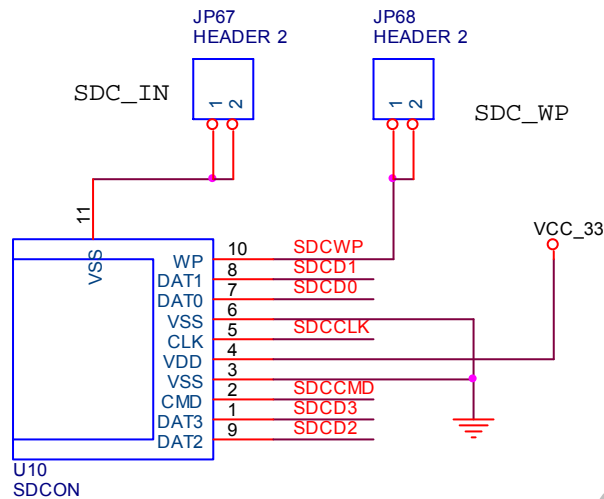 JP67
HEADER 2
JP68
HEADER 2
SDC_IN
1
2
1
2
SDC_WP
11
VSS
VCC_33
WP 10 SDCWP
DAT1 8 SDCD1
DAT0 7 SDCD0
VSS 6
CLK 5 SDCCLK
VDD 4
VSS 3
CMD 2 SDCCMD
DAT3 1 SDCD3
DAT2 9 SDCD2
U10
SDCON